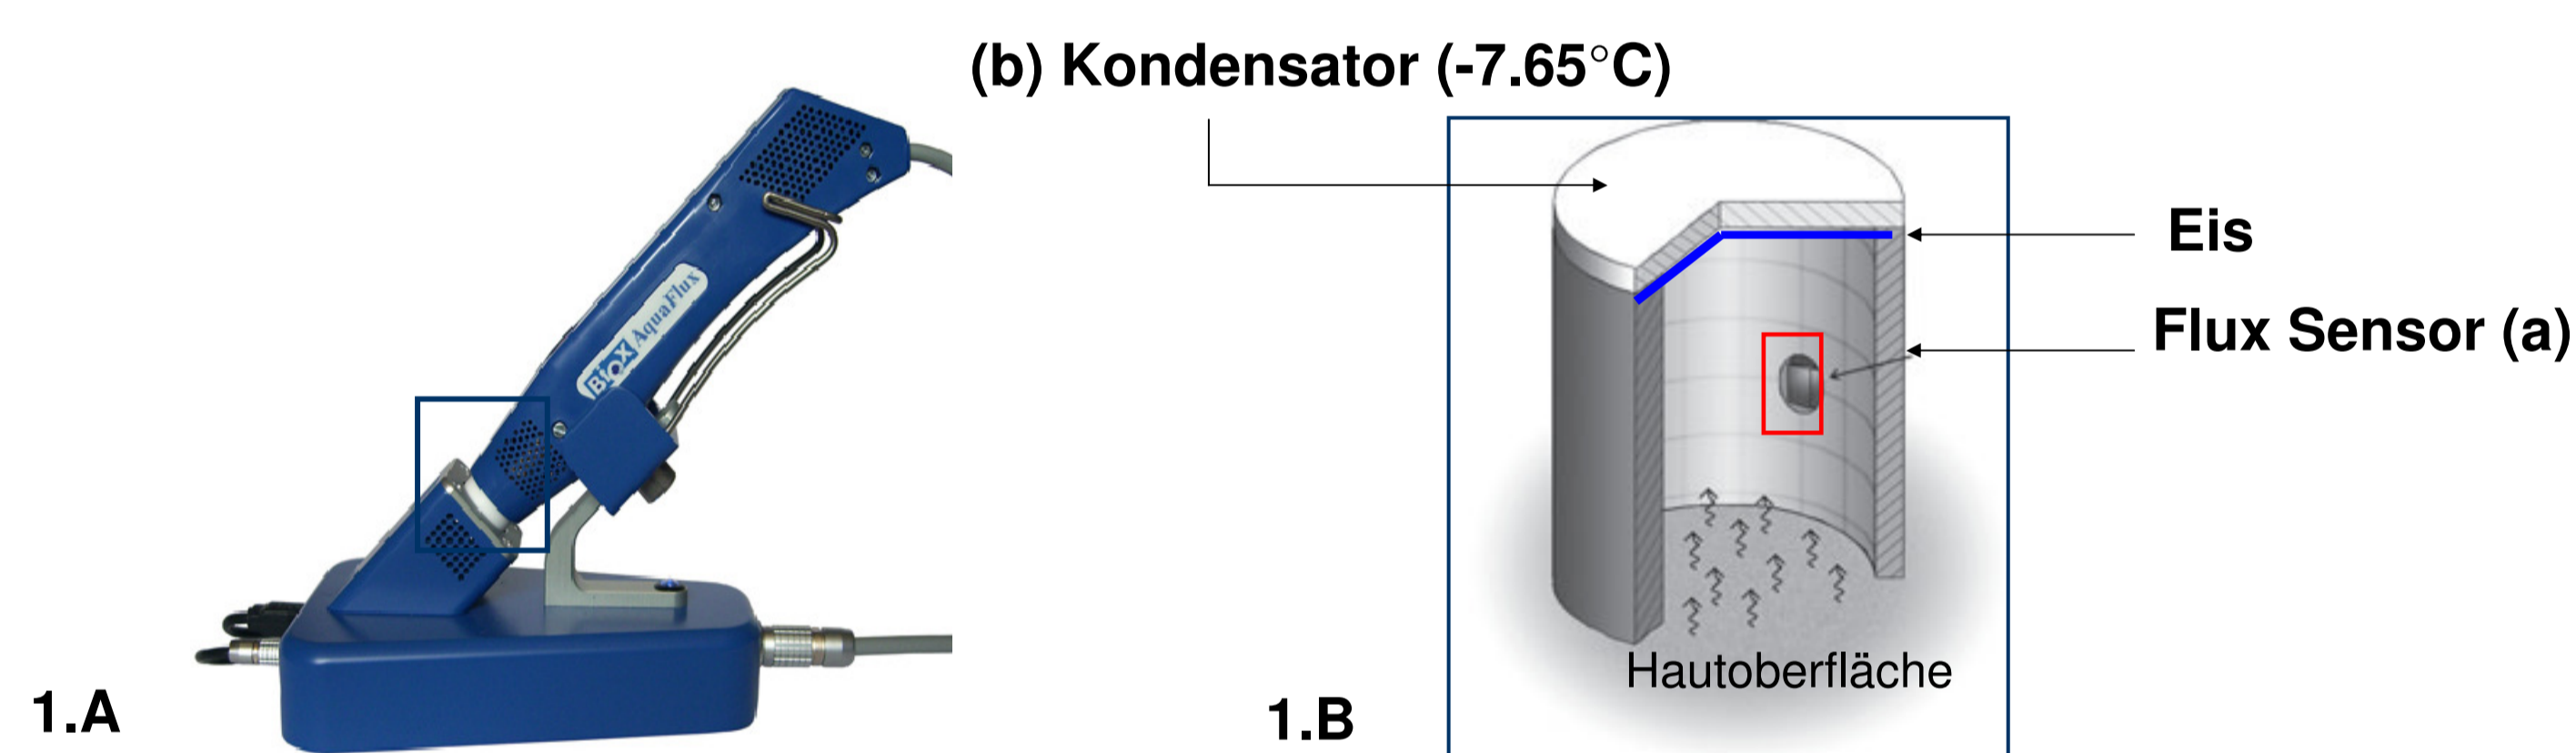 (b) Kondensator (-7.65°C)
Eis
Flux Sensor (a)
BIOX AquaFlux
Hautoberfläche
1.A
1.B